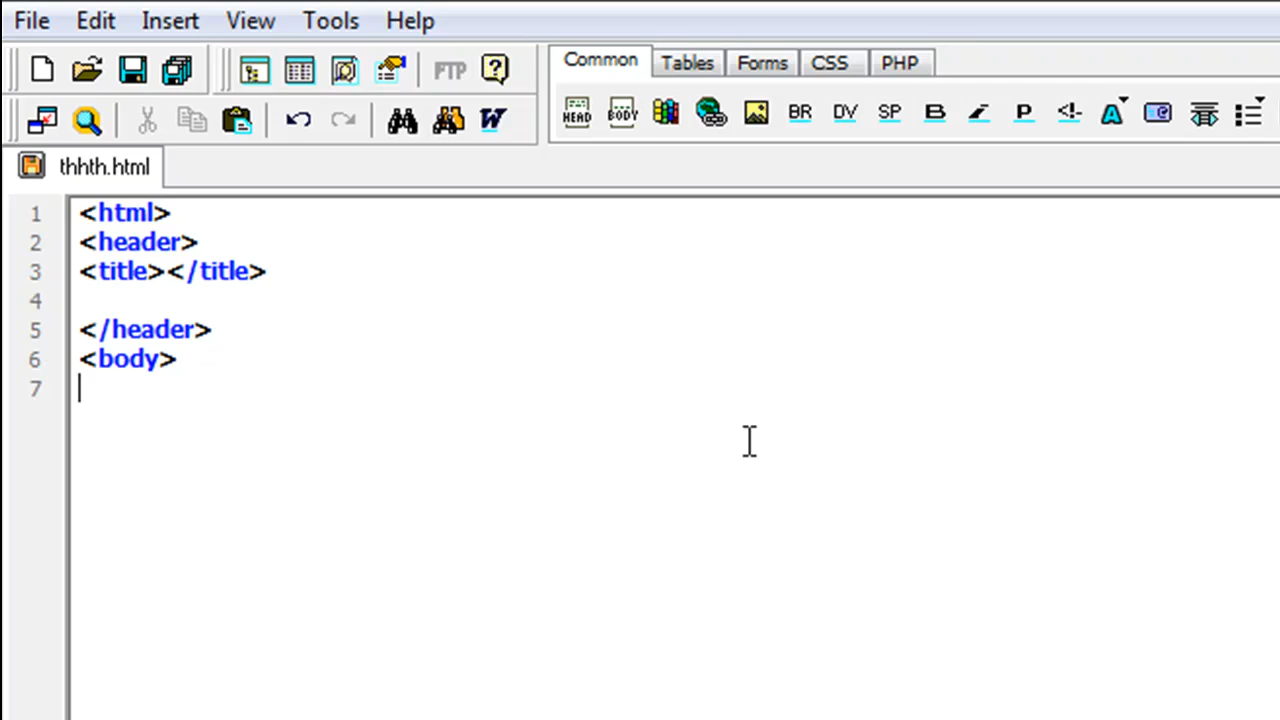 File Edit Insert View Tools Help
Common Tables Forms CSS PHP
FTP
HEAD BODY BR DV SP B P <!- A
W
thhth.html
1 <html>
2 <header>
3 <title></title>
4
5 </header>
6 <body>
7